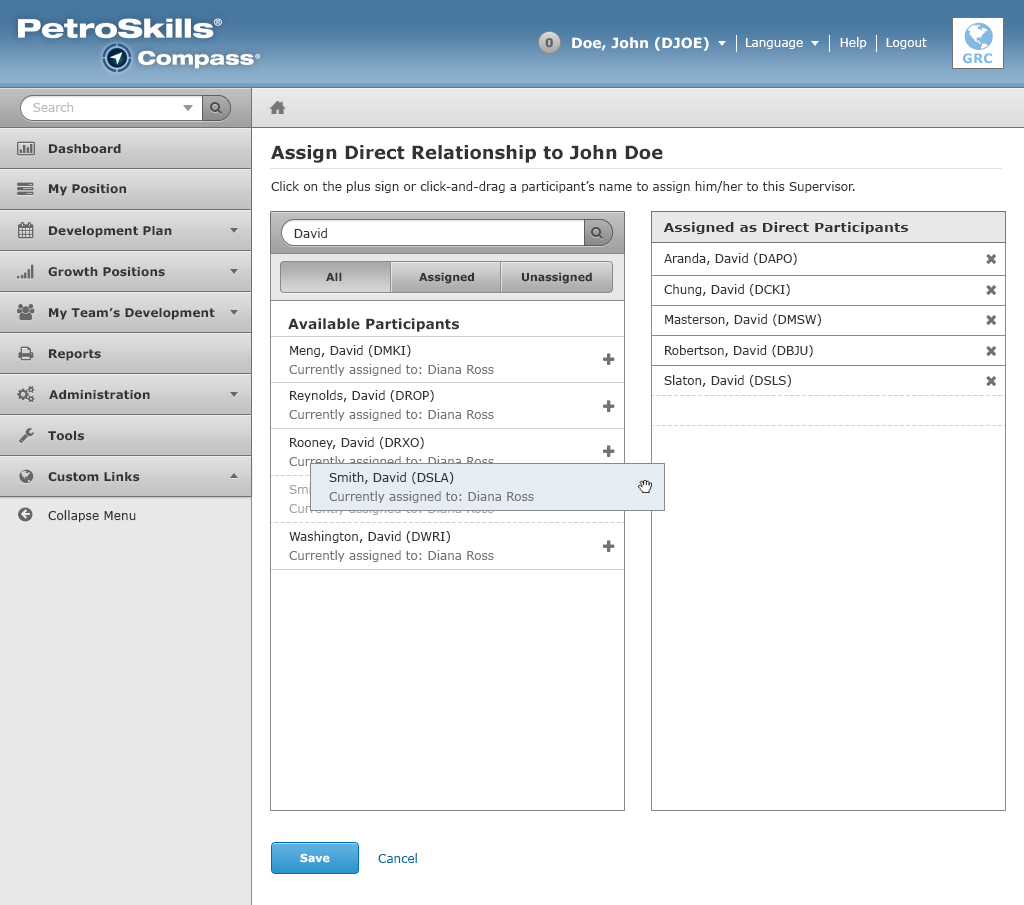 PetroSkills®
Compass®
0 Doe, John (DJOE) Language Help Logout
GRC
Search
Dashboard
My Position
Development Plan
Growth Positions
My Team's Development
Reports
Administration
Tools
Custom Links
Collapse Menu
Assign Direct Relationship to John Doe
Click on the plus sign or click-and-drag a participant's name to assign him/her to this Supervisor.
David
All Assigned Unassigned
Available Participants
Meng, David (DMKI)
Currently assigned to: Diana Ross
Reynolds, David (DROP)
Currently assigned to: Diana Ross
Rooney, David (DRXO)
Currently assigned to: Diana Ross
Smith, David (DSLA)
Currently assigned to: Diana Ross
Washington, David (DWRI)
Currently assigned to: Diana Ross
Assigned as Direct Participants
Aranda, David (DAPO)
Chung, David (DCKI)
Masterson, David (DMSW)
Robertson, David (DBJU)
Slaton, David (DSLS)
Save Cancel